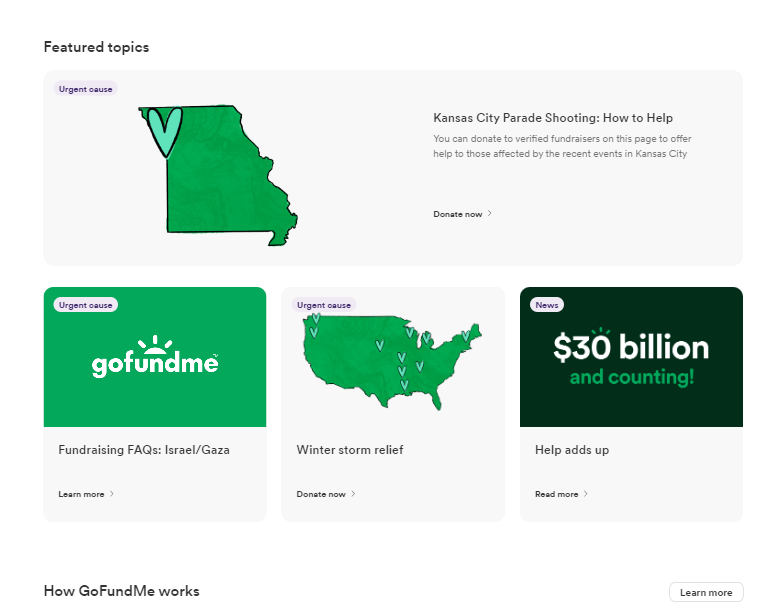 Featured topics
Urgent cause
Kansas City Parade Shooting: How to Help
You can donate to verified fundraisers on this page to offer
help to those affected by the recent events in Kansas City
Donate now
Urgent cause
gofundme™
Fundraising FAQs: Israel/Gaza
Learn more
Urgent cause
Winter storm relief
Donate now
News
$30 billion
and counting!
Help adds up
Read more
How GoFundMe works
Learn more